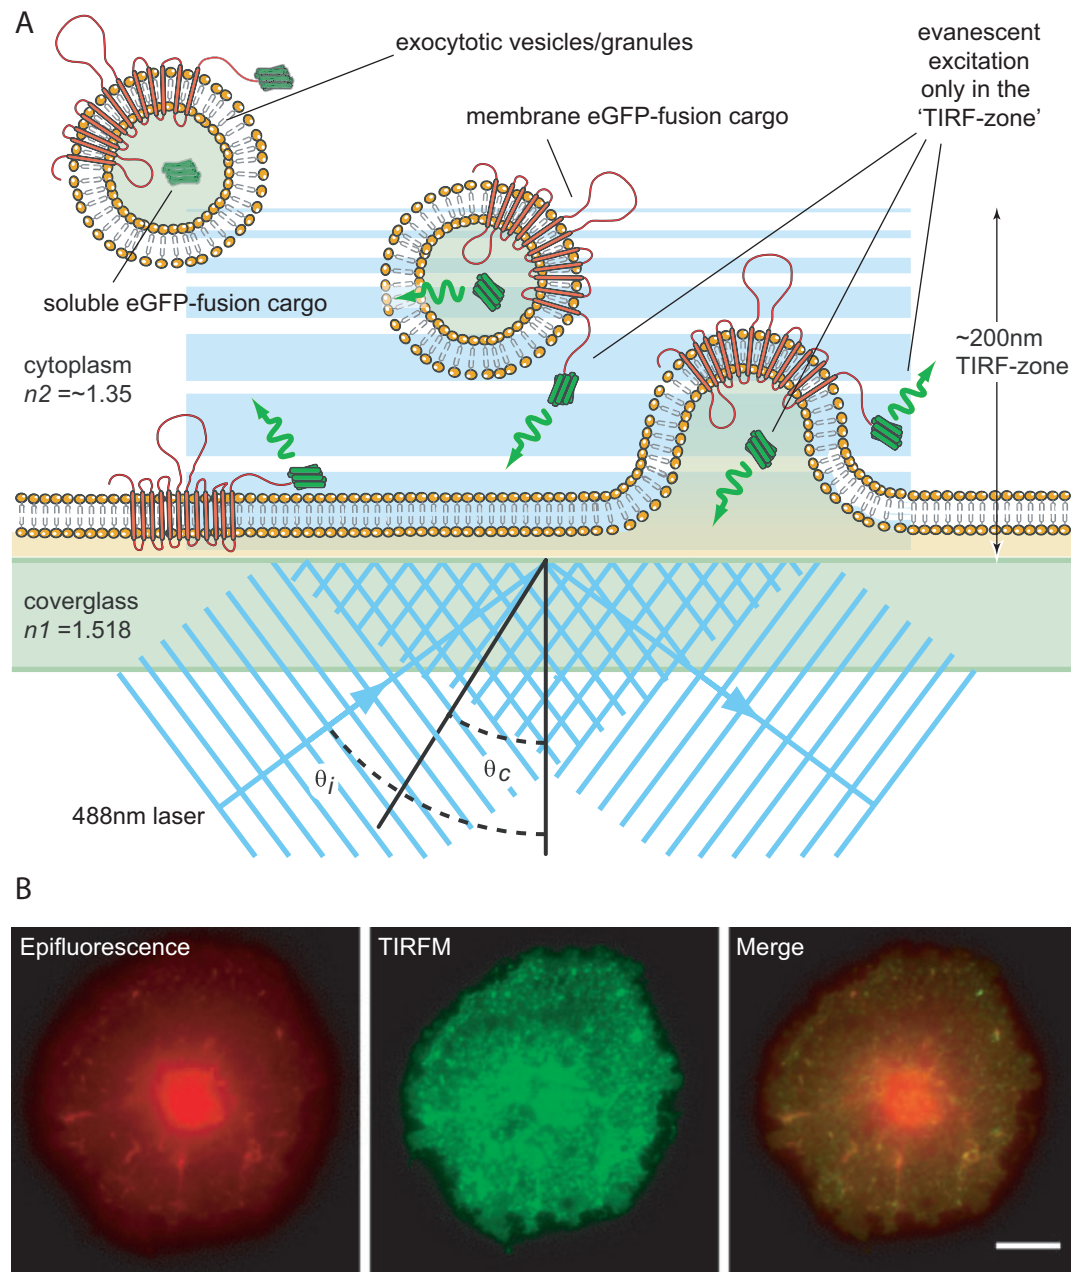 A
exocytotic vesicles/granules
evanescent
excitation
only in the
‘TIRF-zone’
membrane eGFP-fusion cargo
soluble eGFP-fusion cargo
cytoplasm
n2 =~1.35
~200nm
TIRF-zone
coverglass
n1 =1.518
θi
θc
488nm laser
B
Epifluorescence
TIRFM
Merge